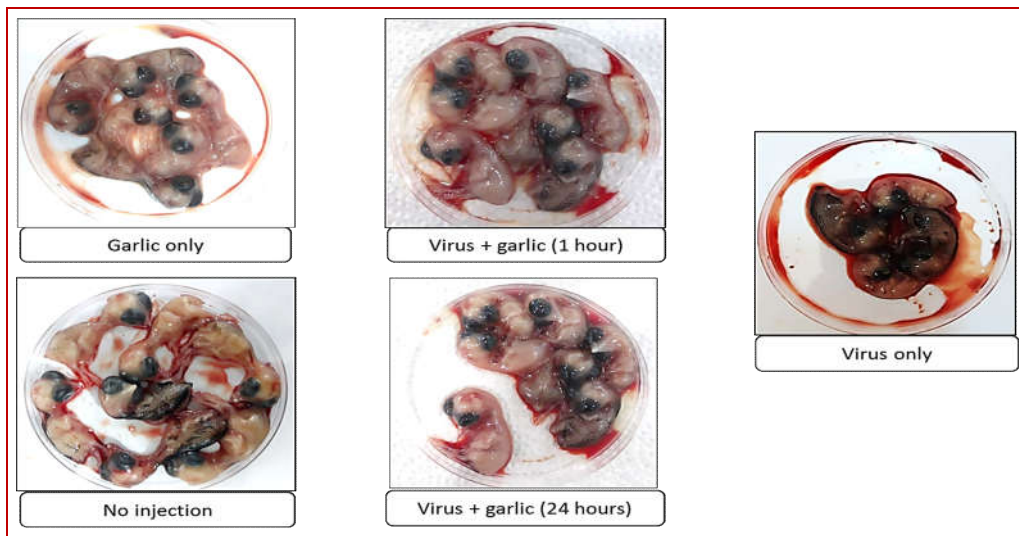 Garlic only
Virus + garlic (1 hour)
Virus only
No injection
Virus + garlic (24 hours)